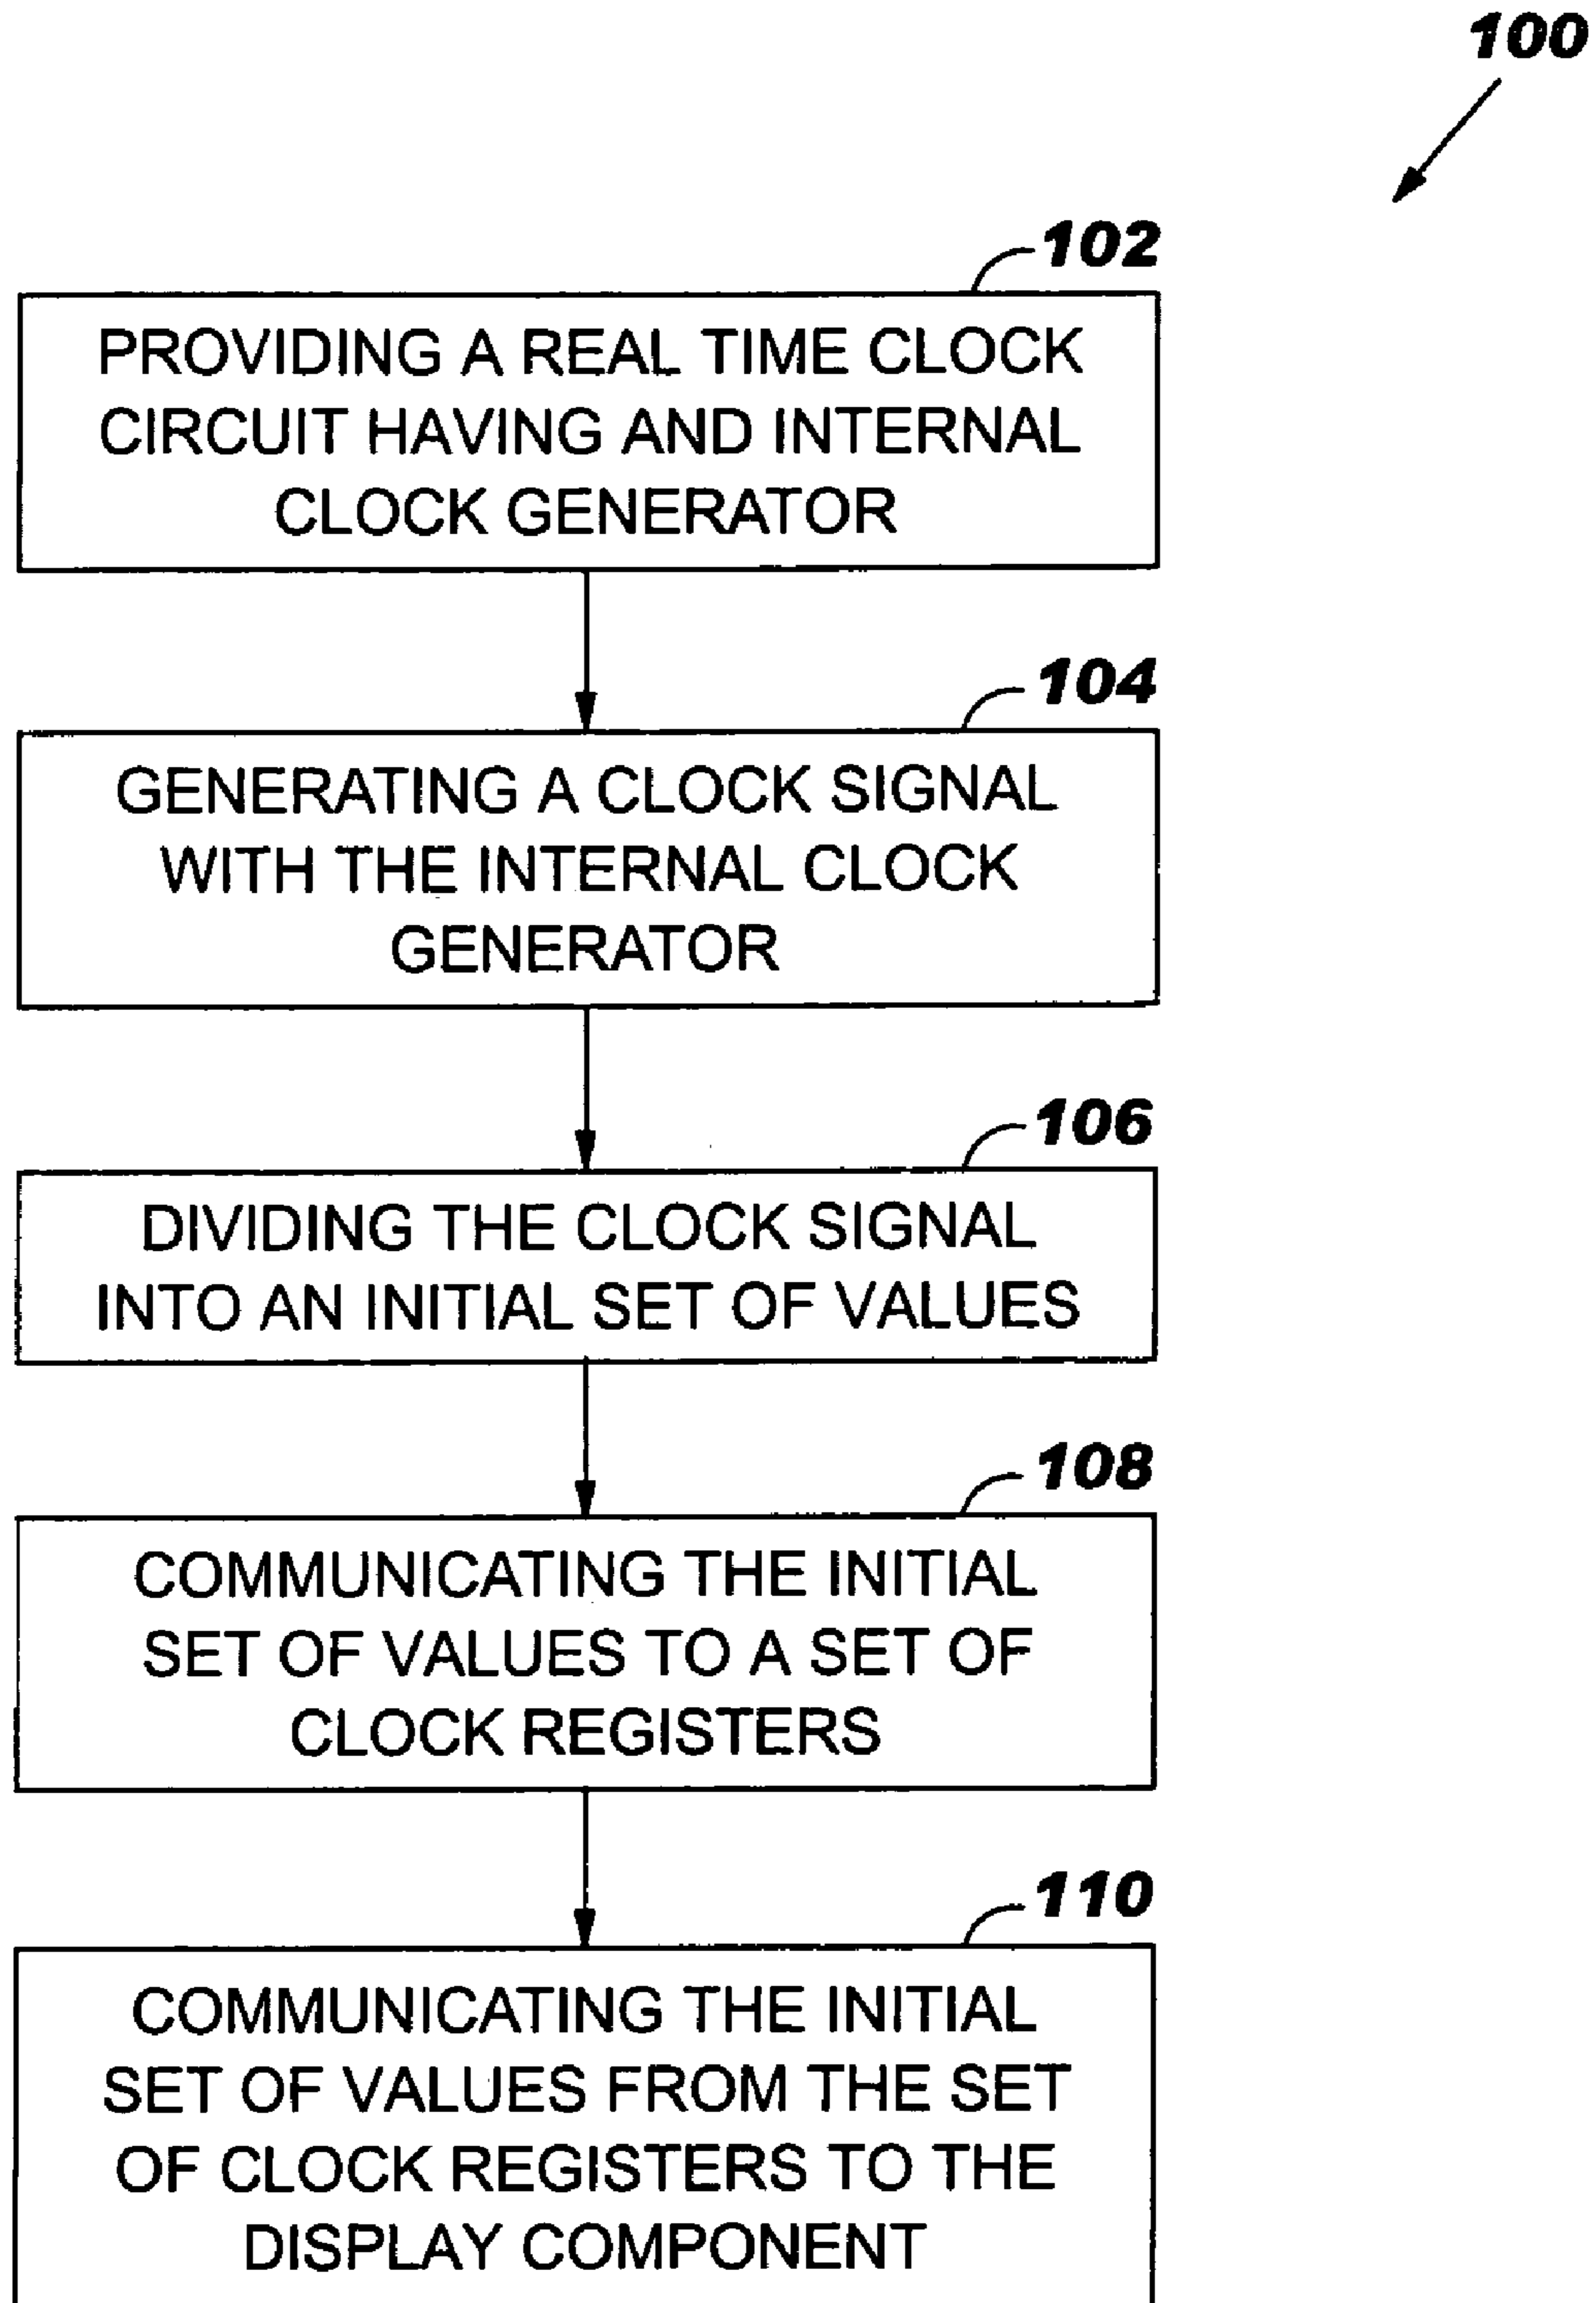 100
102
PROVIDING A REAL TIME CLOCK
CIRCUIT HAVING AND INTERNAL
CLOCK GENERATOR
104
GENERATING A CLOCK SIGNAL
WITH THE INTERNAL CLOCK
GENERATOR
106
DIVIDING THE CLOCK SIGNAL
INTO AN INITIAL SET OF VALUES
108
COMMUNICATING THE INITIAL
SET OF VALUES TO A SET OF
CLOCK REGISTERS
110
COMMUNICATING THE INITIAL
SET OF VALUES FROM THE SET
OF CLOCK REGISTERS TO THE
DISPLAY COMPONENT